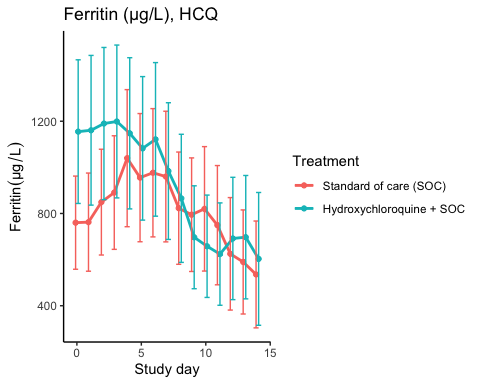 Ferritin (µg/L), HCQ
Ferritin(µg/L)
1200
800
400
0
5
10
15
Study day
Treatment
Standard of care (SOC)
Hydroxychloroquine + SOC